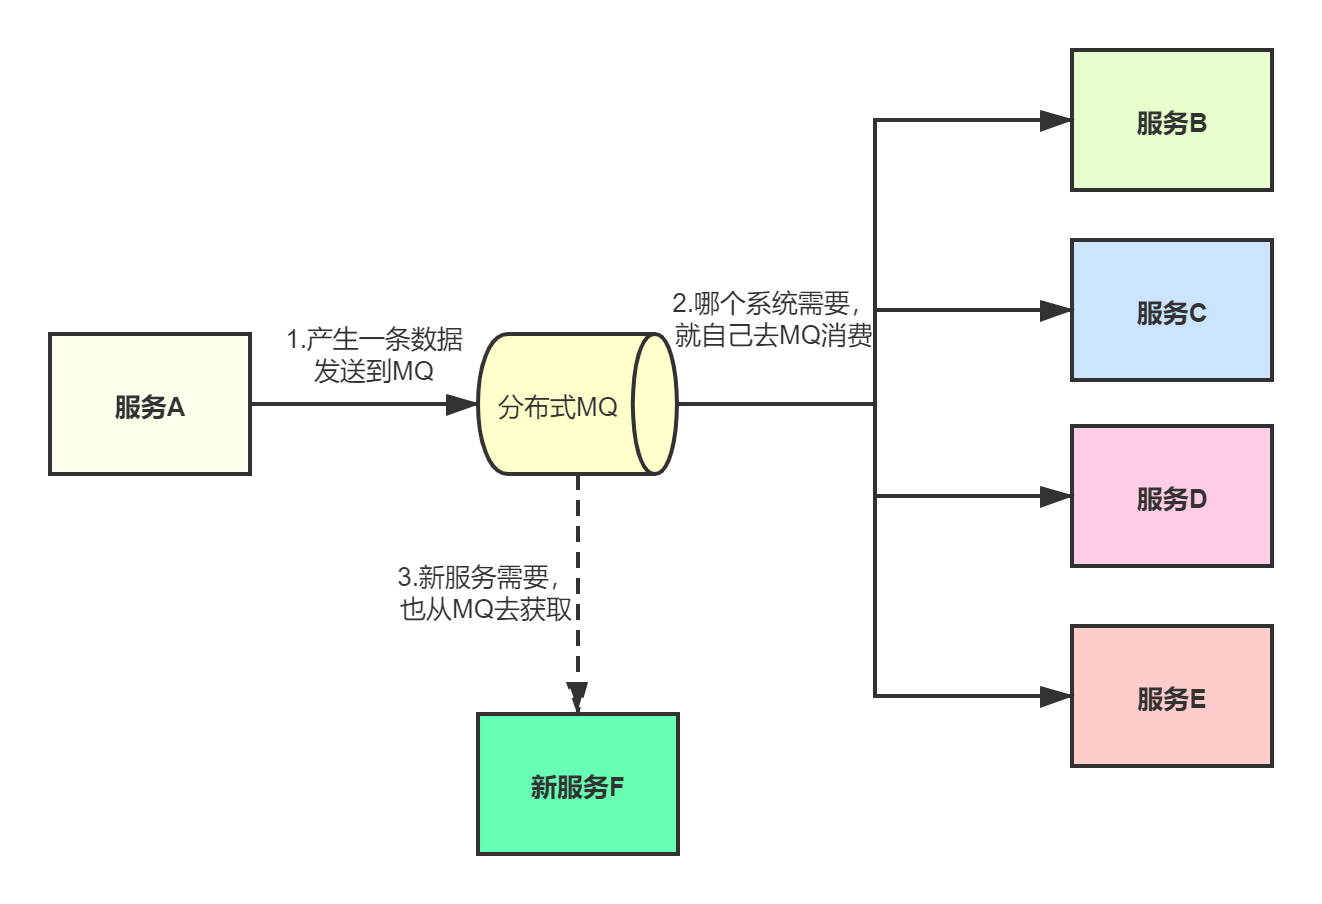 服务B
2.哪个系统需要，
就自己去MQ消费
服务C
1.产生一条数据
发送到MQ
服务A
分布式MQ
服务D
3.新服务需要，
也从MQ去获取
服务E
新服务F